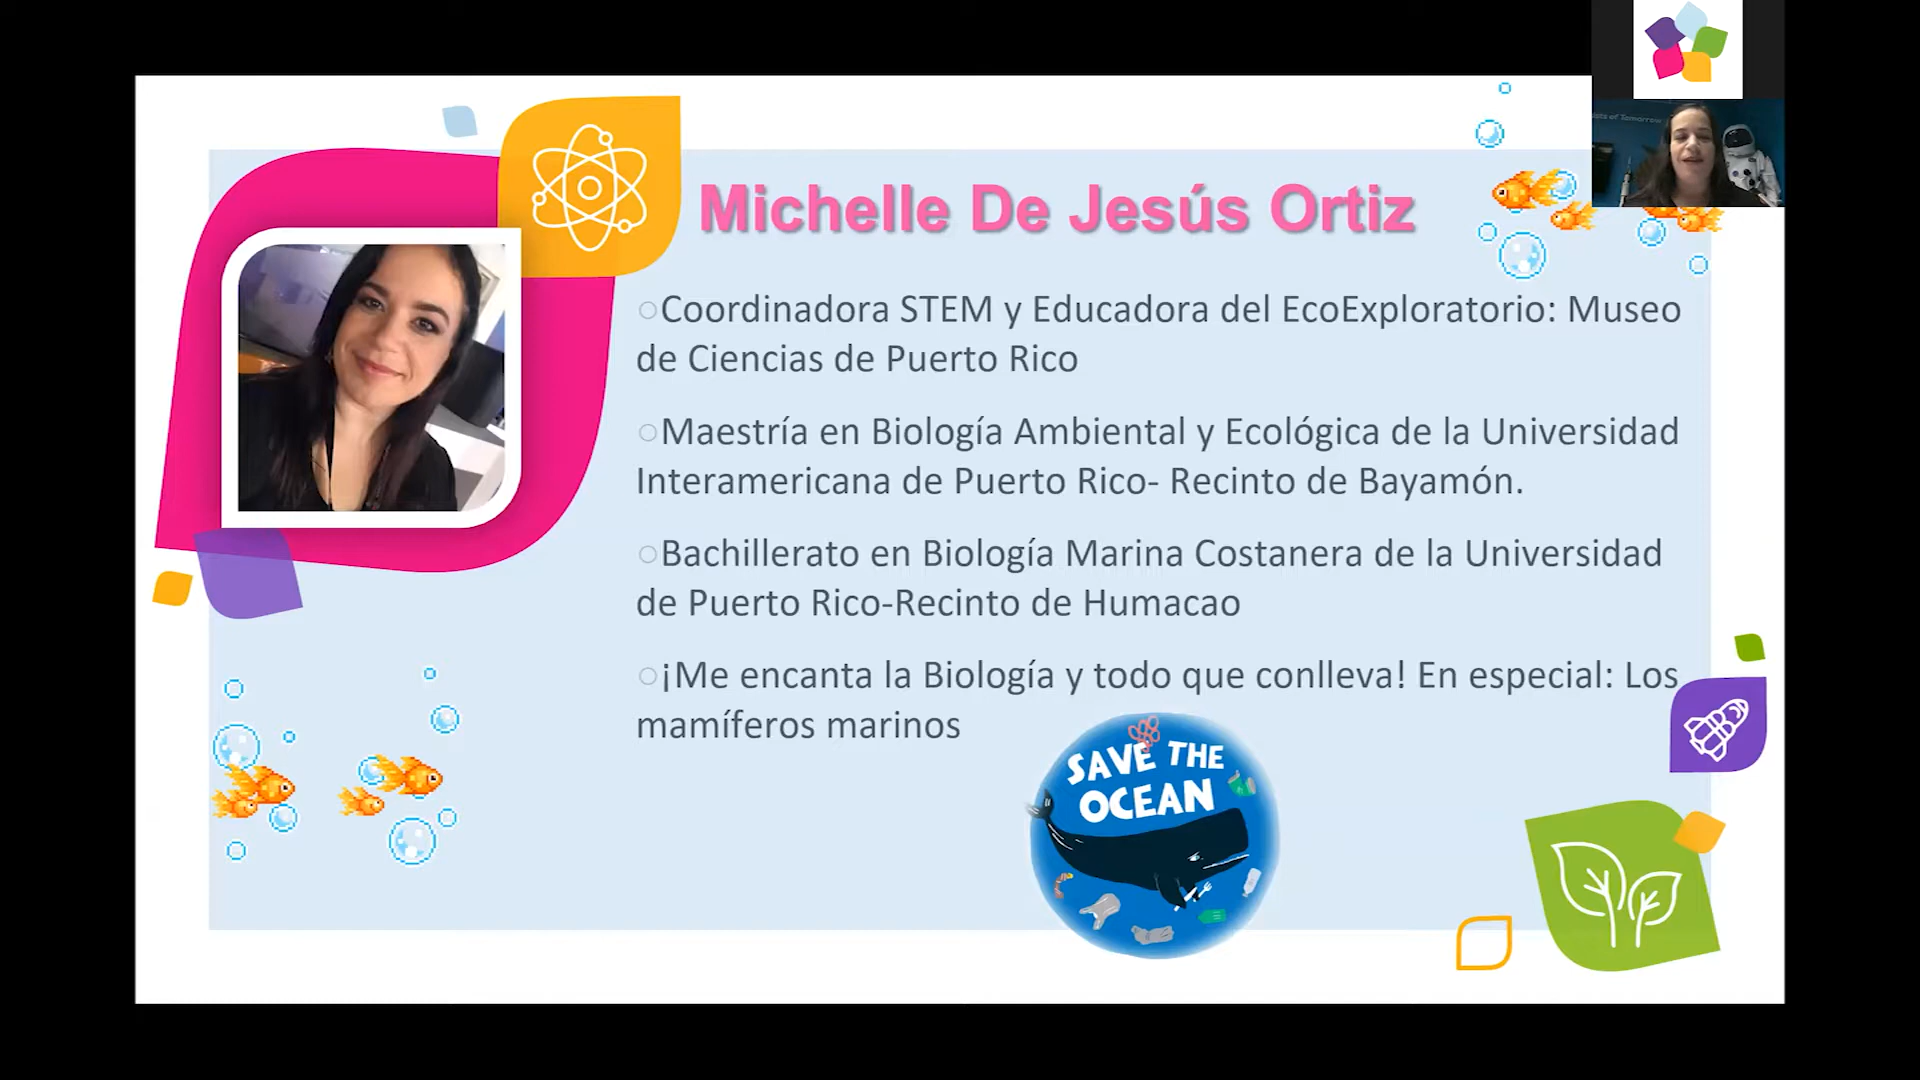 Michelle De Jesús Ortiz
Coordinadora STEM y Educadora del EcoExploratorio: Museo
de Ciencias de Puerto Rico
Maestría en Biología Ambiental y Ecológica de la Universidad
Interamericana de Puerto Rico- Recinto de Bayamón.
Bachillerato en Biología Marina Costanera de la Universidad
de Puerto Rico-Recinto de Humacao
¡Me encanta la Biología y todo que conlleva! En especial: Los
mamíferos marinos
SAVE THE
OCEAN
of Tomorrow